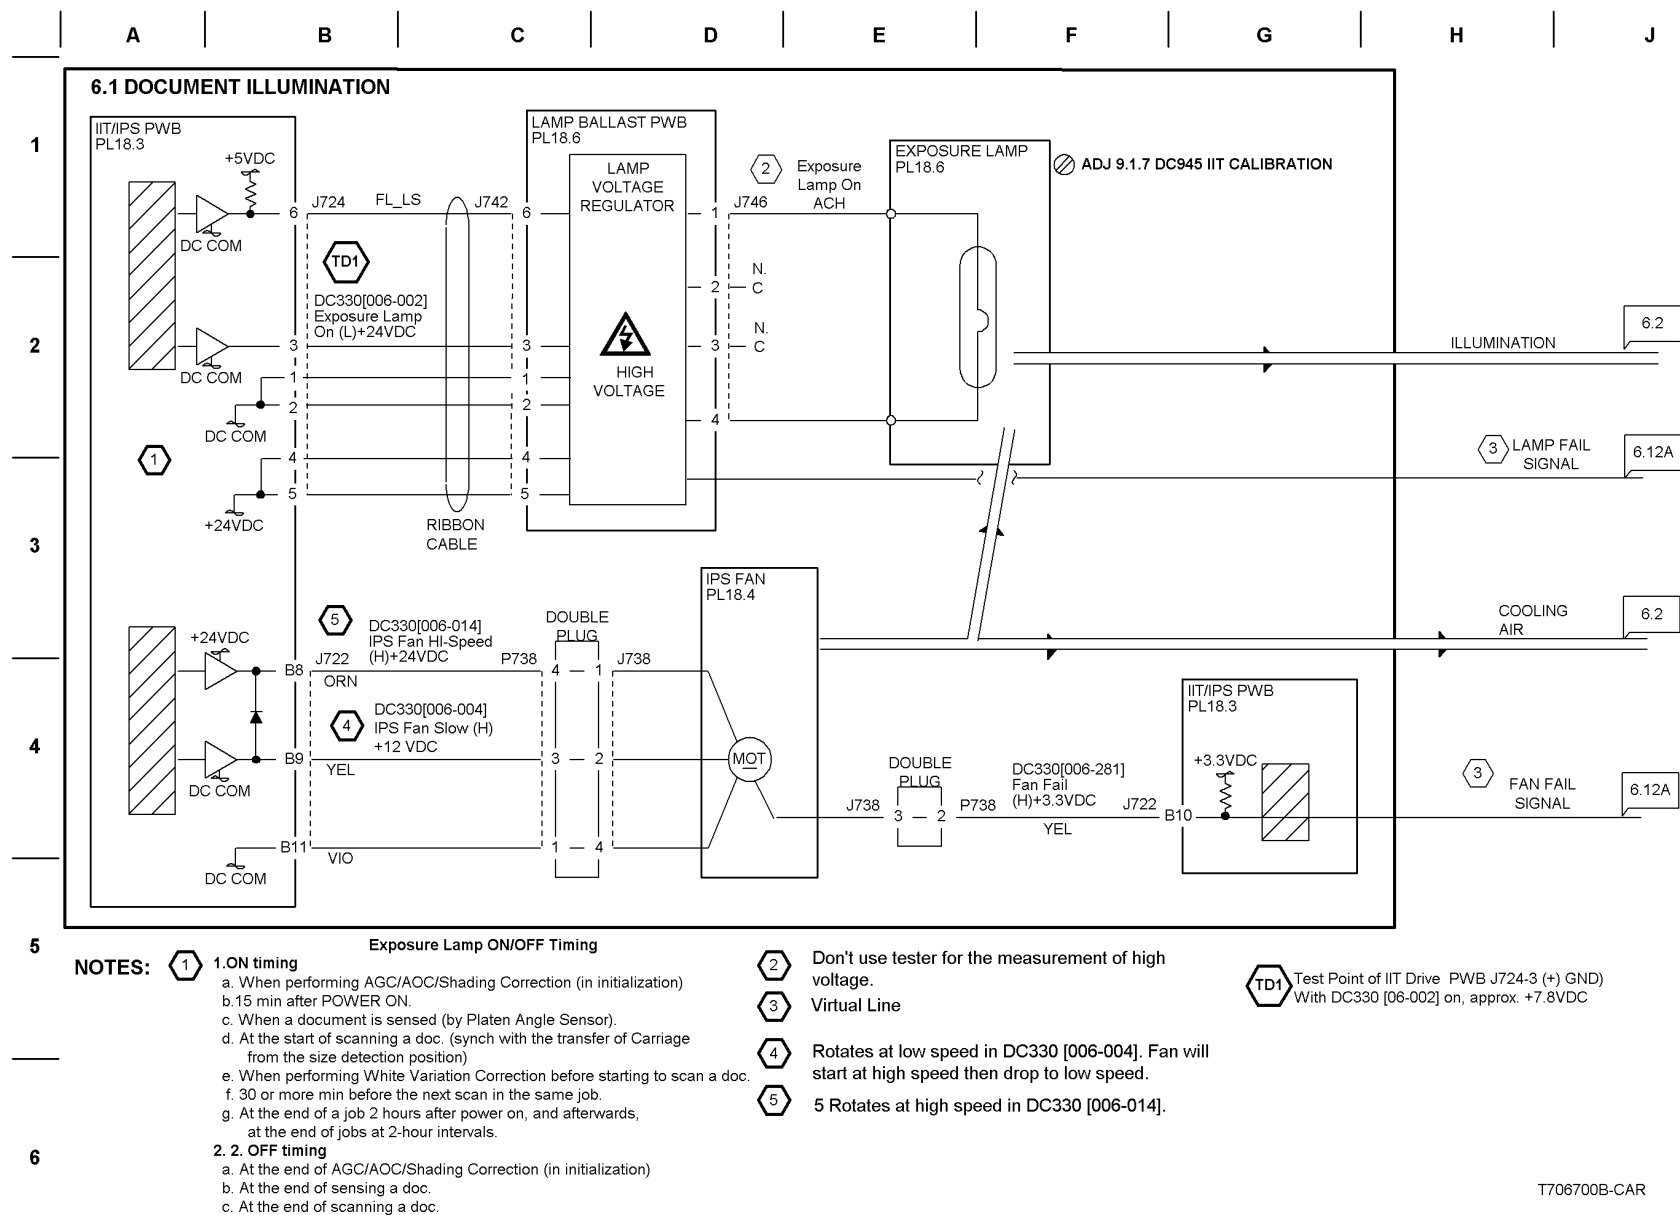 A B C D E F G H J
6.1 DOCUMENT ILLUMINATION
1
IIT/IPS PWB
PL18.3
+5VDC
DC COM
6
J724
FL_LS
J742
6
LAMP BALLAST PWB
PL18.6
LAMP
VOLTAGE
REGULATOR
1
J746
2
Exposure
Lamp On
ACH
EXPOSURE LAMP
PL18.6
ADJ 9.1.7 DC945 IIT CALIBRATION
TD1
DC330[006-002]
Exposure Lamp
On (L)+24VDC
2
N.
C
2
3
DC COM
3
3
N.
C
HIGH
VOLTAGE
ILLUMINATION
6.2
1
1
2
2
DC COM
4
1
4
4
5
5
+24VDC
RIBBON
CABLE
3
LAMP FAIL
SIGNAL
6.12A
3
IPS FAN
PL18.4
COOLING
AIR
6.2
5
DC330[006-014]
IPS Fan HI-Speed
(H)+24VDC
DOUBLE
PLUG
+24VDC
B8
J722
ORN
P738
4
1
J738
4
4
DC330[006-004]
IPS Fan Slow (H)
+12 VDC
B9
YEL
DC COM
3
2
MOT
B11
VIO
DC COM
1
4
DOUBLE
PLUG
J738
3
2
P738
DC330[006-281]
Fan Fail
(H)+3.3VDC
J722
YEL
B10
IIT/IPS PWB
PL18.3
+3.3VDC
3
FAN FAIL
SIGNAL
6.12A
5
NOTES:
1
Exposure Lamp ON/OFF Timing
1.ON timing
a. When performing AGC/AOC/Shading Correction (in initialization)
b.15 min after POWER ON.
c. When a document is sensed (by Platen Angle Sensor).
d. At the start of scanning a doc. (synch with the transfer of Carriage
from the size detection position)
e. When performing White Variation Correction before starting to scan a doc.
f. 30 or more min before the next scan in the same job.
g. At the end of a job 2 hours after power on, and afterwards,
at the end of jobs at 2-hour intervals.
6
2. 2. OFF timing
a. At the end of AGC/AOC/Shading Correction (in initialization)
b. At the end of sensing a doc.
c. At the end of scanning a doc.
2
Don't use tester for the measurement of high
voltage.
3
Virtual Line
4
Rotates at low speed in DC330 [006-004]. Fan will
start at high speed then drop to low speed.
5
5 Rotates at high speed in DC330 [006-014].
TD1
Test Point of IIT Drive PWB J724-3 (+) GND)
With DC330 [06-002] on, approx. +7.8VDC
T706700B-CAR